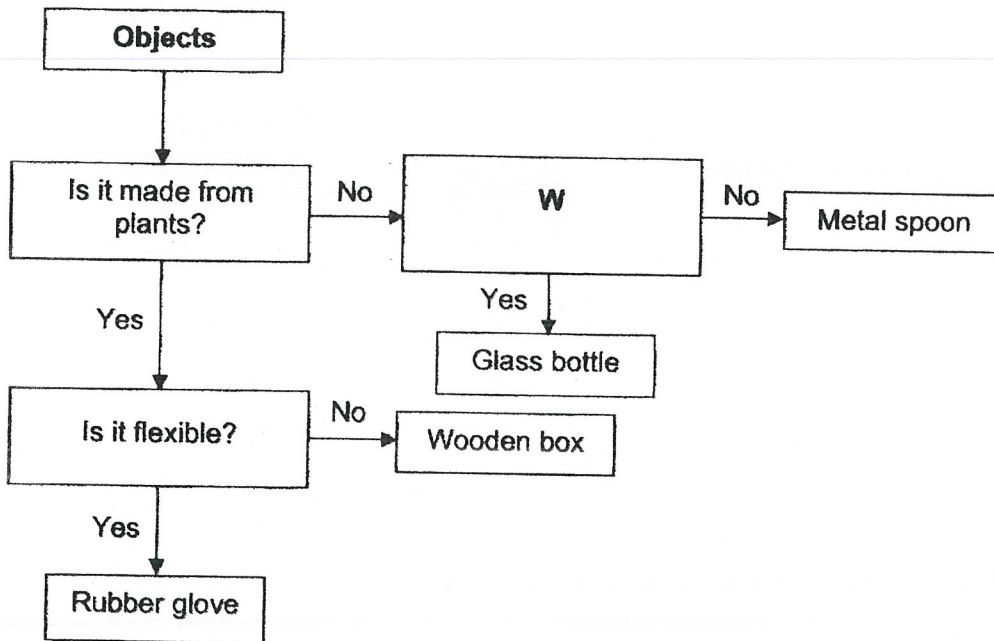 Objects
Is it made from
plants?
No
W
No
Metal spoon
Yes
Yes
Glass bottle
Is it flexible?
No
Wooden box
Yes
Rubber glove